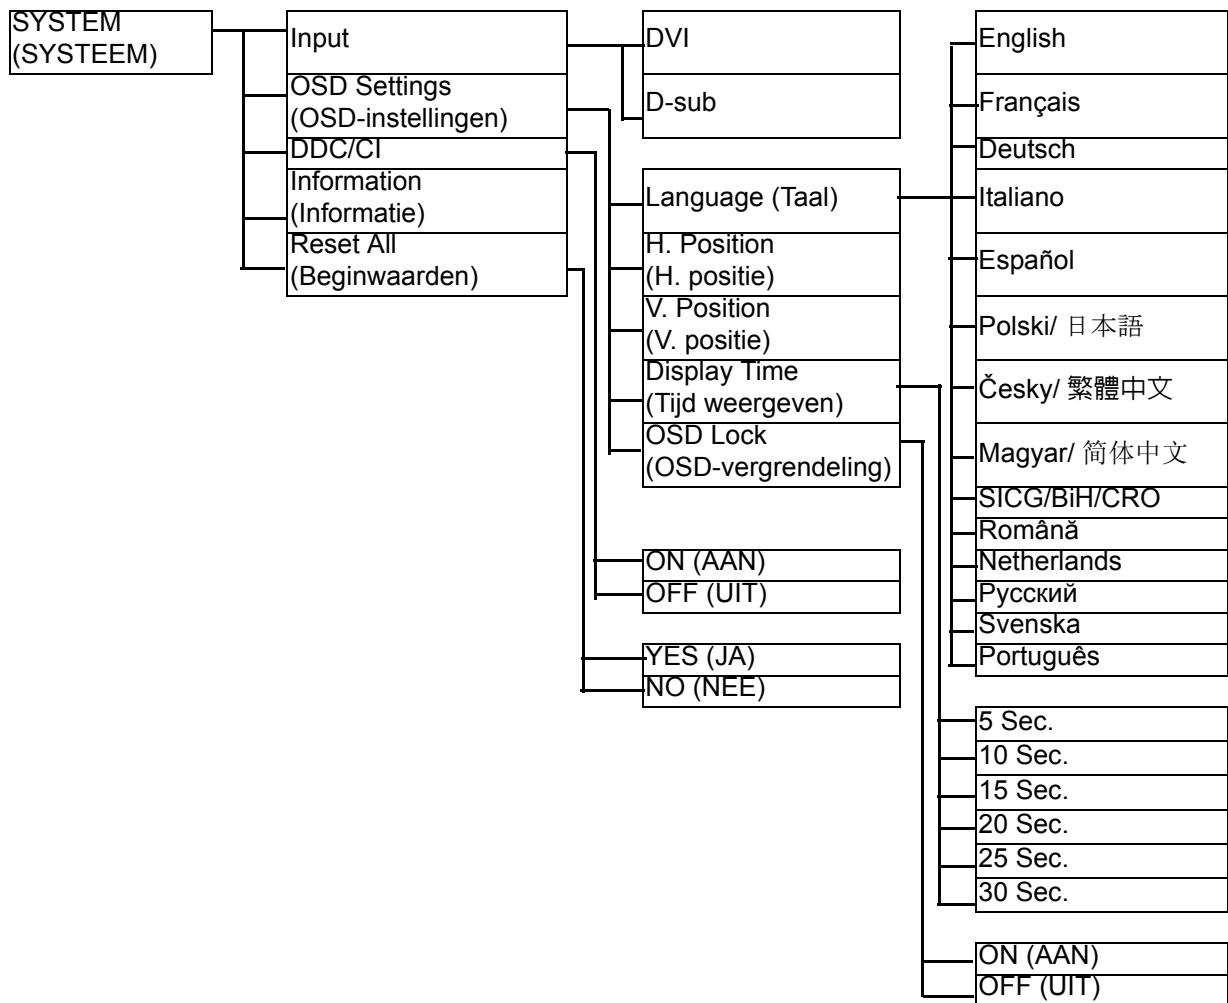 SYSTEM
(SYSTEEM)
Input
OSD Settings
(OSD-instellingen)
DDC/CI
Information
(Informatie)
Reset All
(Beginwaarden)
DVI
D-sub
Language (Taal)
H. Position
(H. positie)
V. Position
(V. positie)
Display Time
(Tijd weergeven)
OSD Lock
(OSD-vergrendeling)
ON (AAN)
OFF (UIT)
YES (JA)
NO (NEE)
English
Français
Deutsch
Italiano
Español
Polski/ 日本語
Česky/ 繁體中文
Magyar/ 简体中文
SICG/BiH/CRO
Română
Netherlands
Русский
Svenska
Português
5 Sec.
10 Sec.
15 Sec.
20 Sec.
25 Sec.
30 Sec.
ON (AAN)
OFF (UIT)